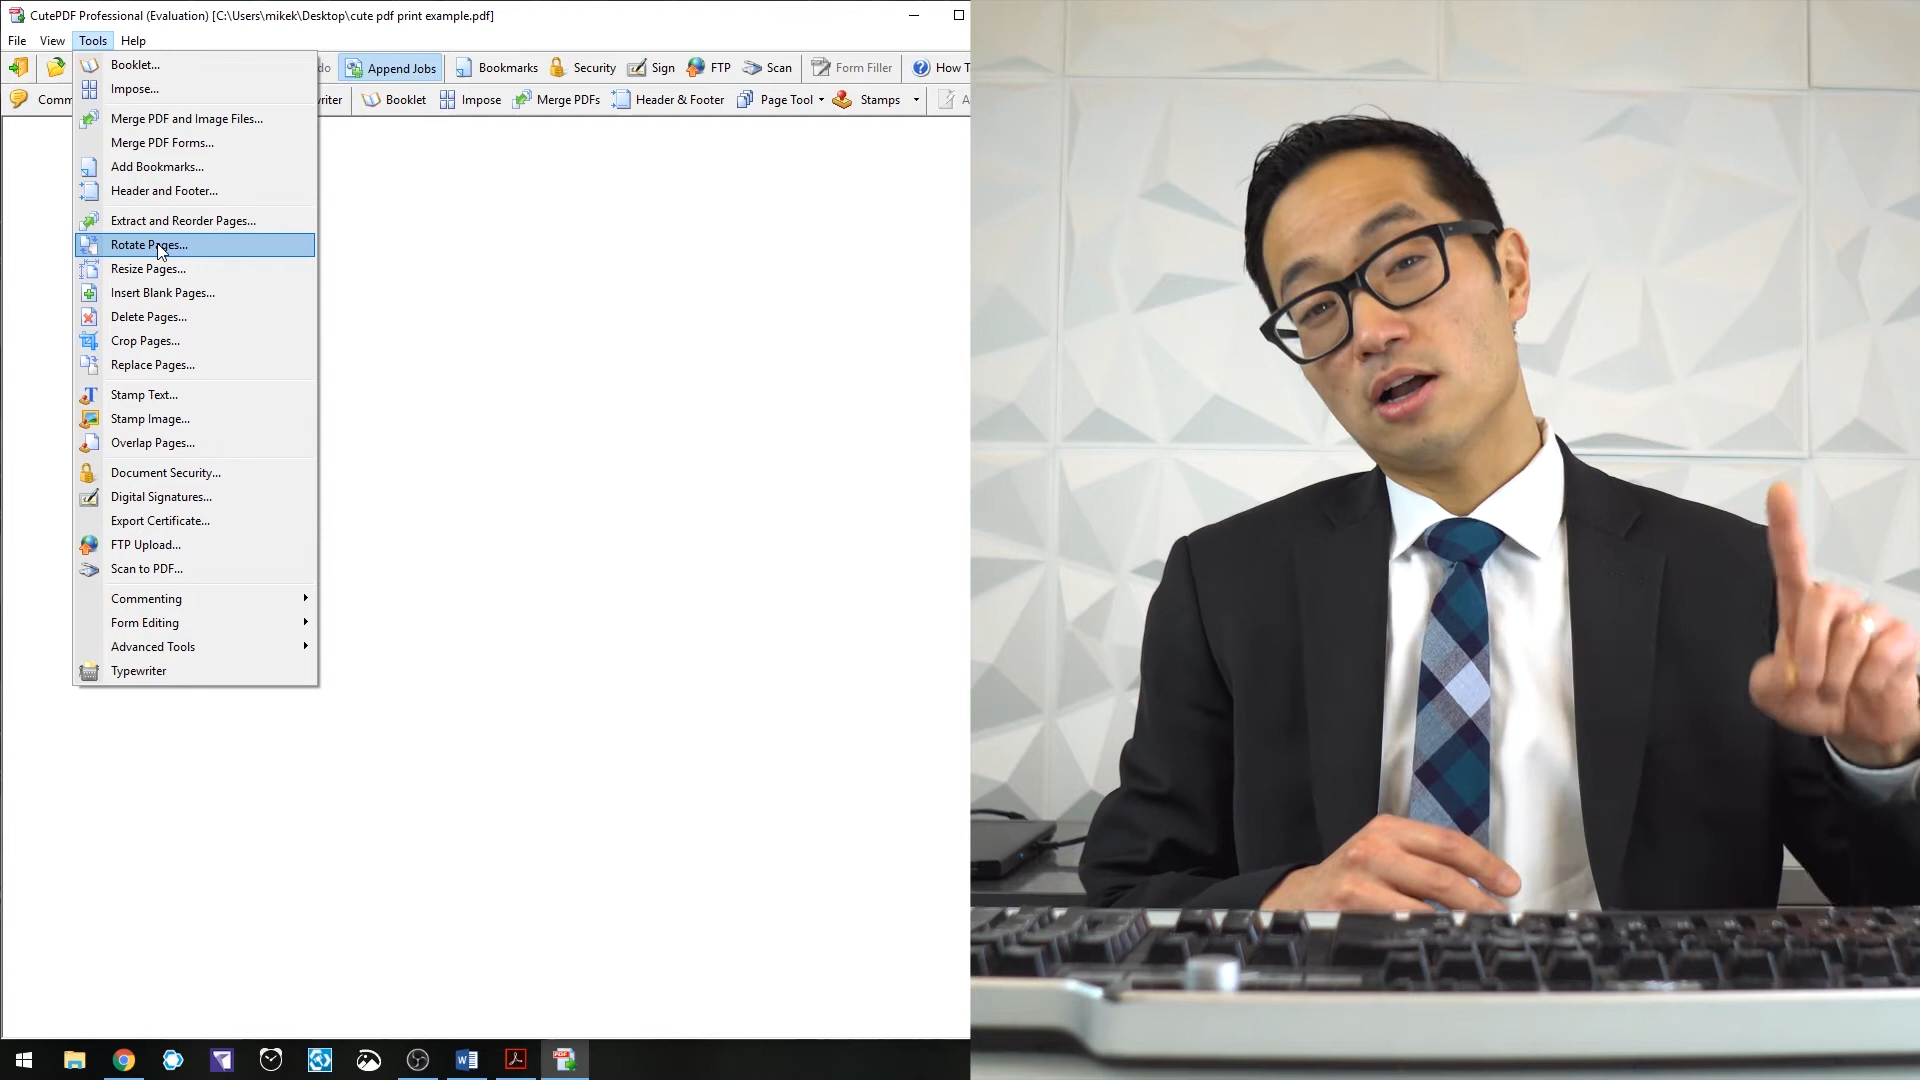 CutePDF Professional (Evaluation) [C:\Users\mikek\Desktop\cute pdf print example.pdf]
File View Tools Help
Append Jobs Bookmarks Security Sign FTP Scan Form Filler
Booklet Impose Merge PDFs Header & Footer Page Tool Stamps
Booklet...
Impose...
Merge PDF and Image Files...
Merge PDF Forms...
Add Bookmarks...
Header and Footer...
Extract and Reorder Pages...
Rotate Pages...
Resize Pages...
Insert Blank Pages...
Delete Pages...
Crop Pages...
Replace Pages...
Stamp Text...
Stamp Image...
Overlap Pages...
Document Security...
Digital Signatures...
Export Certificate...
FTP Upload...
Scan to PDF...
Commenting
Form Editing
Advanced Tools
Typewriter